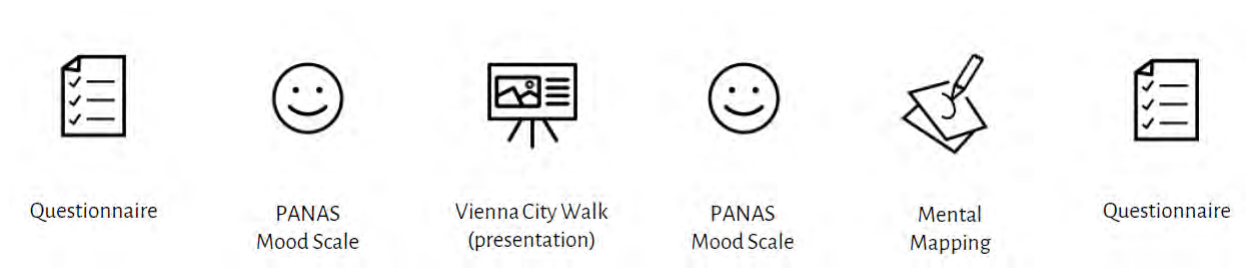 Questionnaire
PANAS
Mood Scale
Vienna City Walk
(presentation)
PANAS
Mood Scale
Mental
Mapping
Questionnaire